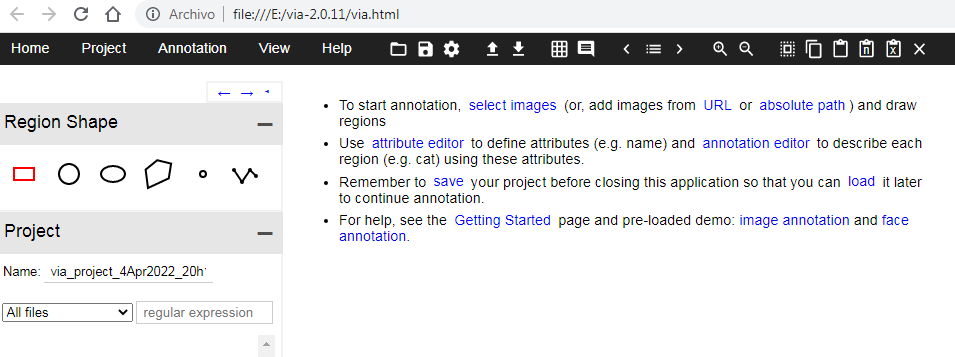 Archivo | file:///E:/via-2.0.11/via.html
Home Project Annotation View Help
Region Shape
Project
Name: via_project_4Apr2022_20h
All files regular expression
To start annotation, select images (or, add images from URL or absolute path ) and draw
regions
Use attribute editor to define attributes (e.g. name) and annotation editor to describe each
region (e.g. cat) using these attributes.
Remember to save your project before closing this application so that you can load it later
to continue annotation.
For help, see the Getting Started page and pre-loaded demo: image annotation and face
annotation.